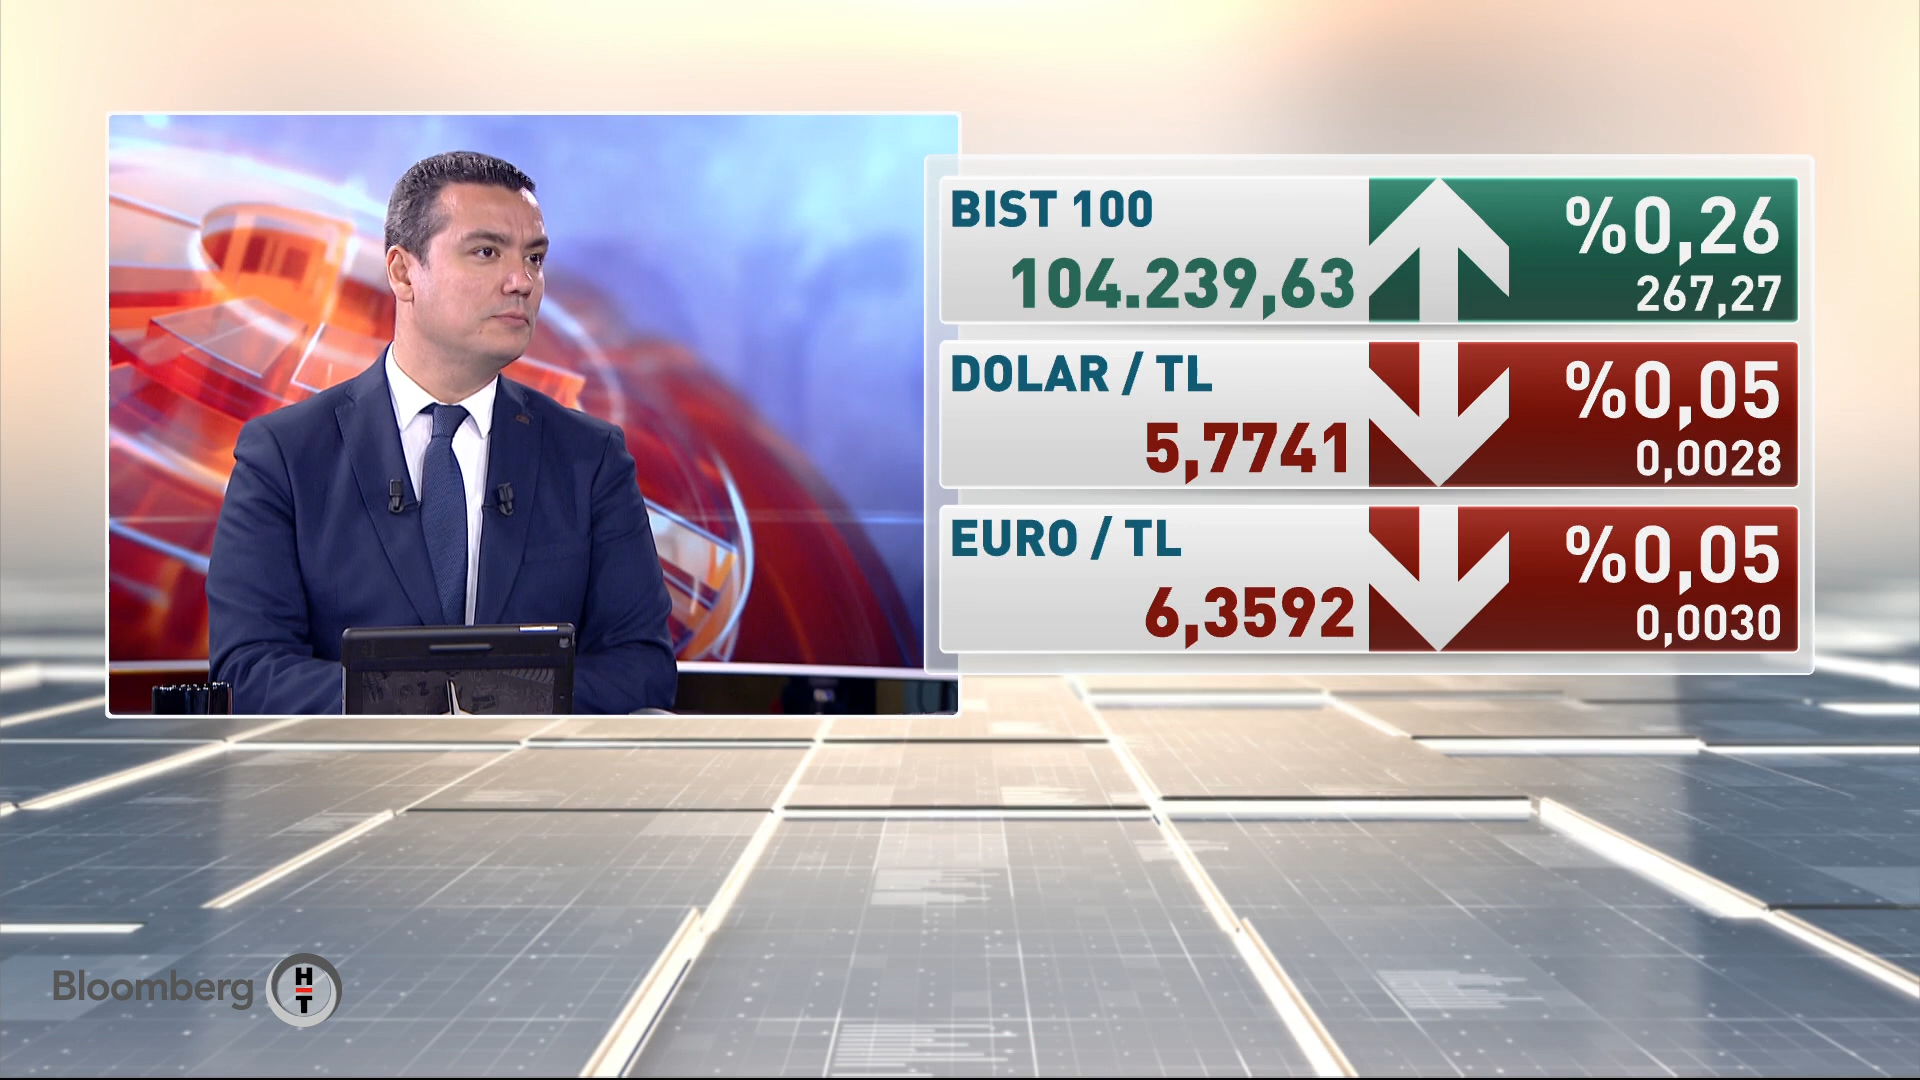 BIST 100
104.239,63
%0,26
267,27
DOLAR / TL
5,7741
%0,05
0,0028
EURO / TL
6,3592
%0,05
0,0030
Bloomberg HT